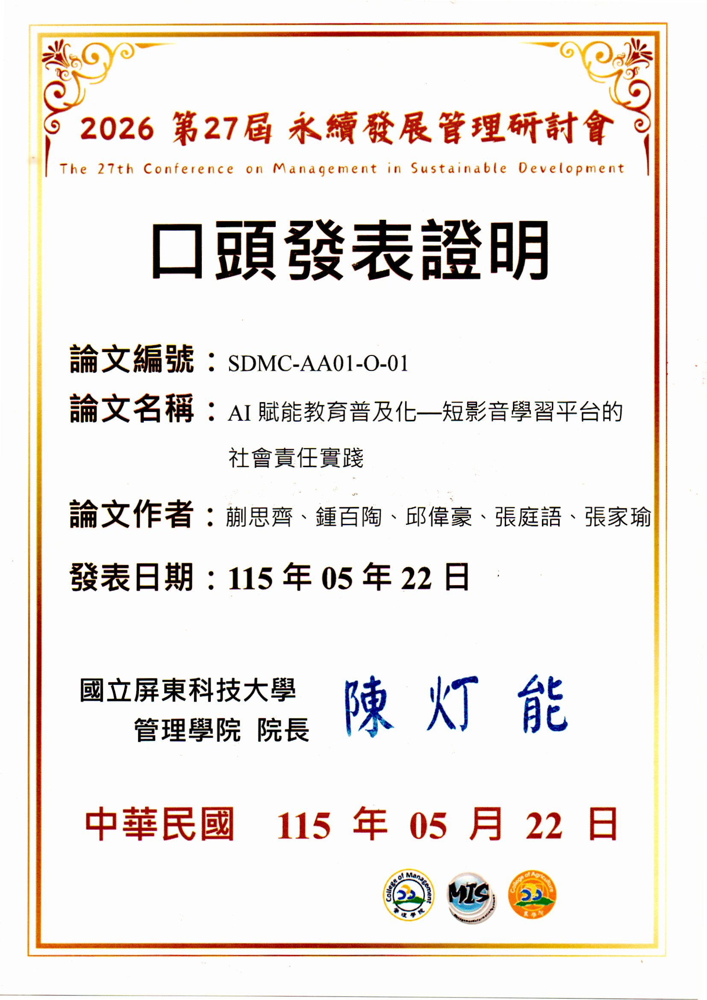 2026 第27屆 永續發展管理研討會
The 27th Conference on Management in Sustainable Development
口頭發表證明
論文編號：SDMC-AA01-O-01
論文名稱：AI 賦能教育普及化—短影音學習平台的
社會責任實踐
論文作者：蒯思齊、鍾百陶、邱偉豪、張庭語、張家瑜
發表日期：115 年 05 年 22 日
國立屏東科技大學
管理學院 院長
陳灯能
中華民國 115 年 05 月 22 日
College of Management
管理學院
MIS
College of Agriculture
農學院